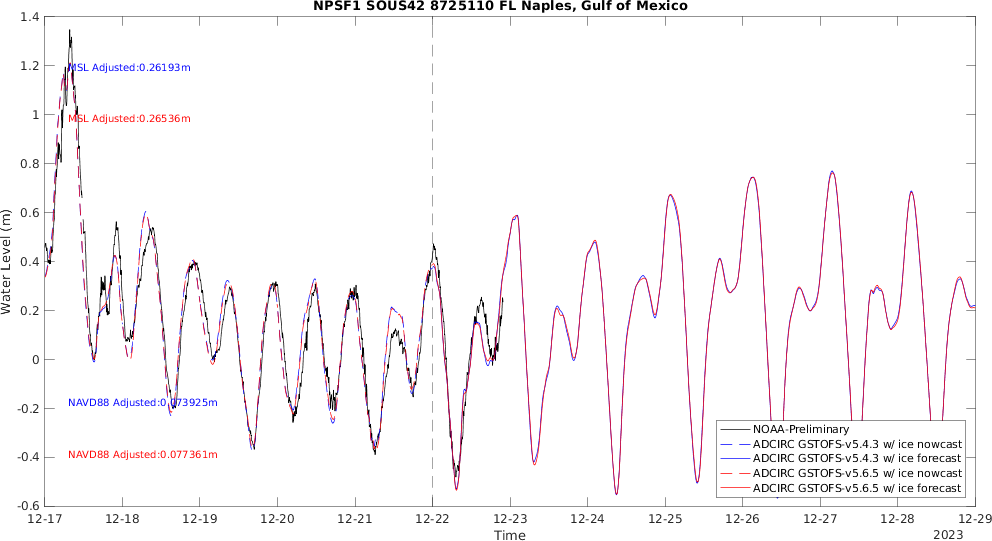 NPSF1 SOUS42 8725110 FL Naples, Gulf of Mexico
Water Level (m)
1.4
1.2
1
0.8
0.6
0.4
0.2
0
-0.2
-0.4
-0.6
MSL Adjusted:0.26193m
MSL Adjusted:0.26536m
NAVD88 Adjusted:0.073925m
NAVD88 Adjusted:0.077361m
NOAA-Preliminary
ADCIRC GSTOFS-v5.4.3 w/ ice nowcast
ADCIRC GSTOFS-v5.4.3 w/ ice forecast
ADCIRC GSTOFS-v5.6.5 w/ ice nowcast
ADCIRC GSTOFS-v5.6.5 w/ ice forecast
12-17 12-18 12-19 12-20 12-21 12-22 12-23 12-24 12-25 12-26 12-27 12-28 12-29
Time
2023